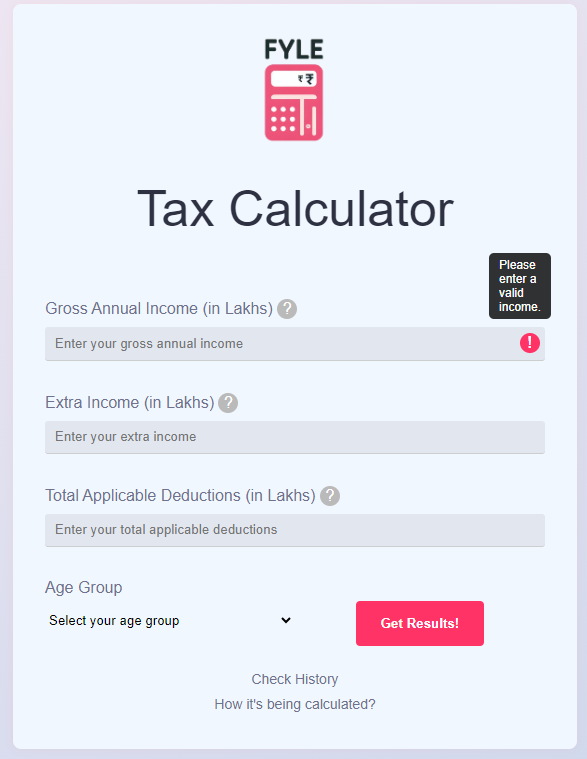 FYLE
₹ ₹
Tax Calculator
Please
enter a
valid
income.
Gross Annual Income (in Lakhs) ?
Enter your gross annual income !
Extra Income (in Lakhs) ?
Enter your extra income
Total Applicable Deductions (in Lakhs) ?
Enter your total applicable deductions
Age Group
Select your age group
Get Results!
Check History
How it's being calculated?